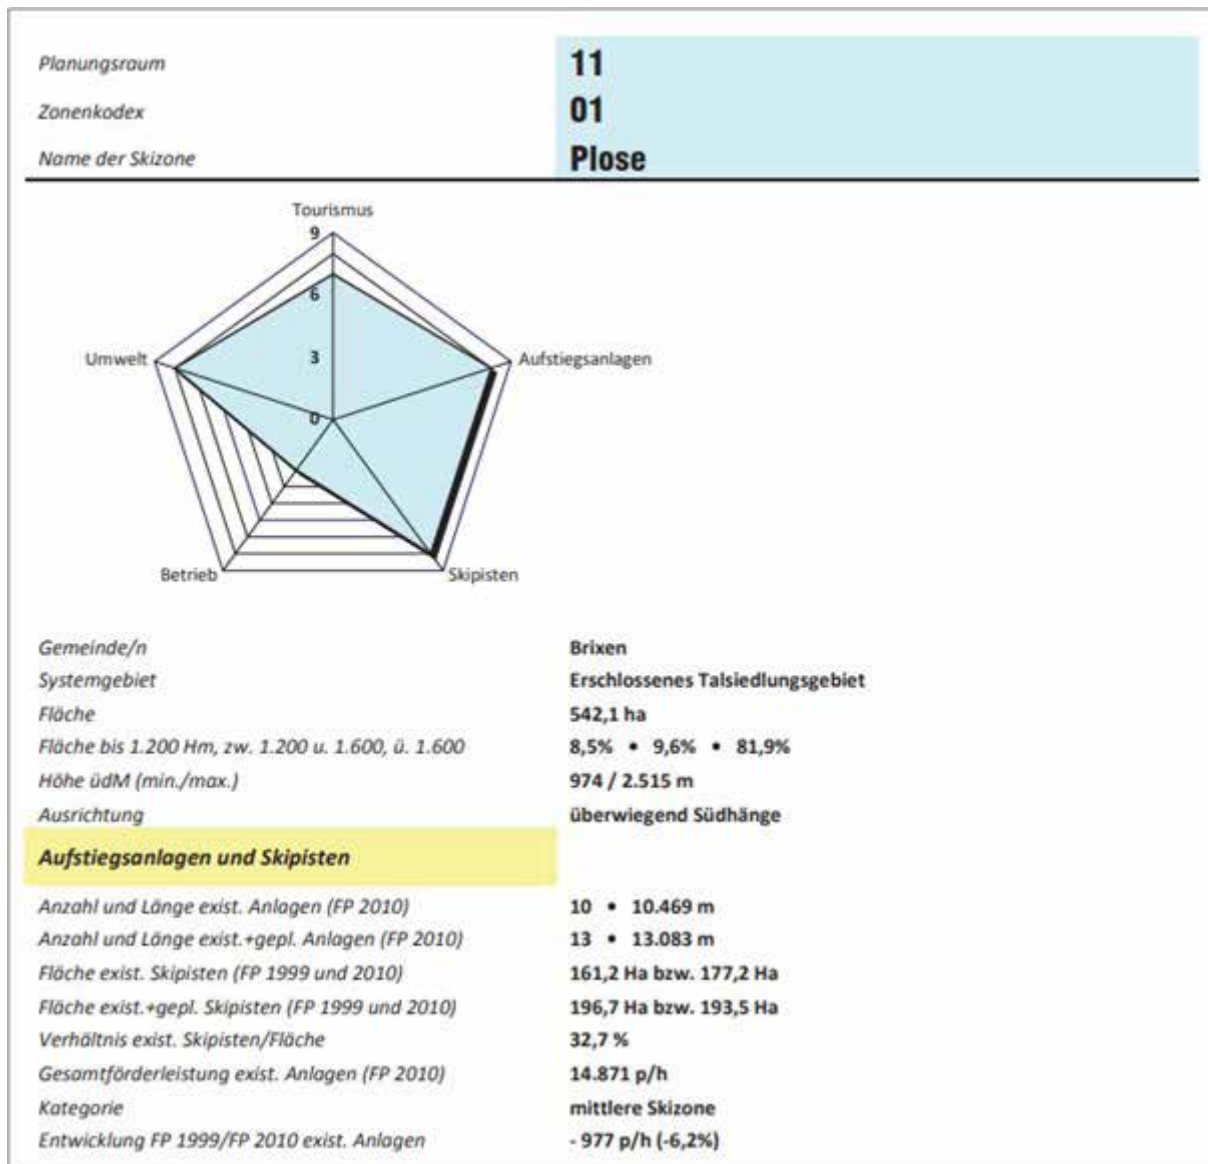 Planungsraum 11
Zonenkodex 01
Name der Skizone Plose
Tourismus
9
6
Umwelt 3 Aufstiegsanlagen
0
Betrieb Skipisten
Gemeinde/n Brixen
Systemgebiet Erschlossenes Talsiedlungsgebiet
Fläche 542,1 ha
Fläche bis 1.200 Hm, zw. 1.200 u. 1.600, ü. 1.600 8,5% • 9,6% • 81,9%
Höhe üdM (min./max.) 974 / 2.515 m
Ausrichtung überwiegend Südhänge
Aufstiegsanlagen und Skipisten
Anzahl und Länge exist. Anlagen (FP 2010) 10 • 10.469 m
Anzahl und Länge exist.+gepl. Anlagen (FP 2010) 13 • 13.083 m
Fläche exist. Skipisten (FP 1999 und 2010) 161,2 Ha bzw. 177,2 Ha
Fläche exist.+gepl. Skipisten (FP 1999 und 2010) 196,7 Ha bzw. 193,5 Ha
Verhältnis exist. Skipisten/Fläche 32,7 %
Gesamtförderleistung exist. Anlagen (FP 2010) 14.871 p/h
Kategorie mittlere Skizone
Entwicklung FP 1999/FP 2010 exist. Anlagen - 977 p/h (-6,2%)